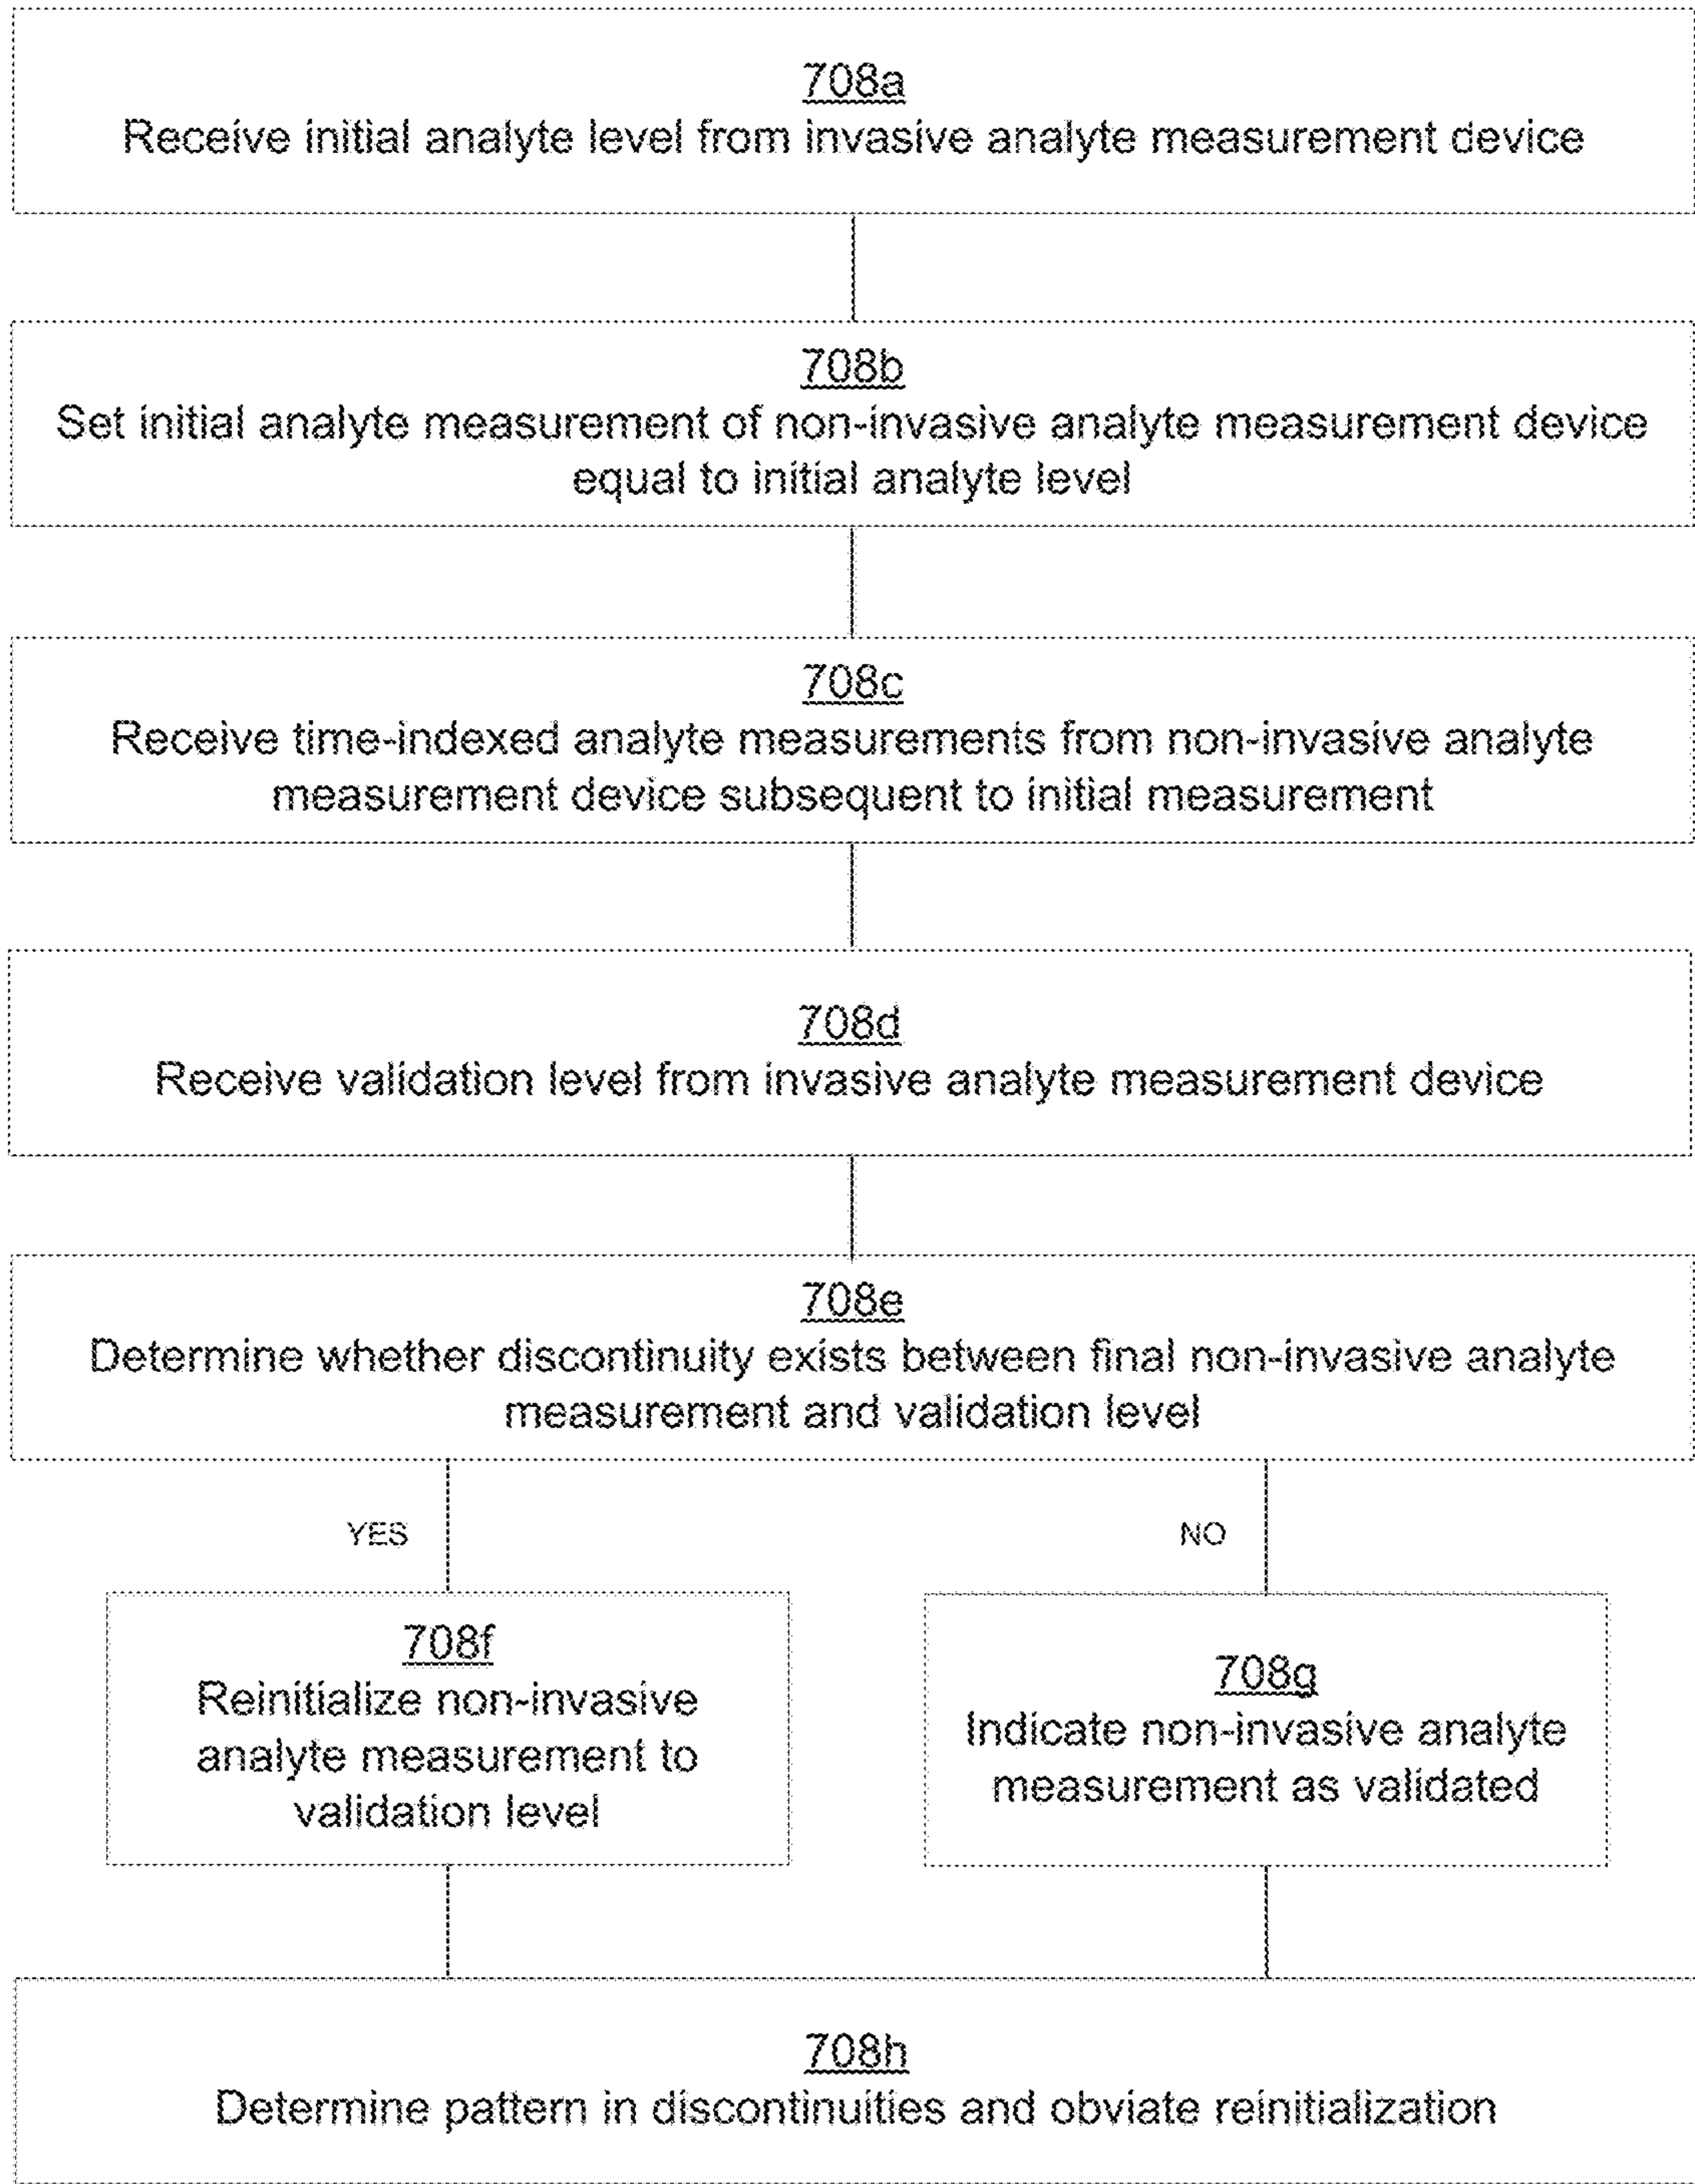 708a
Receive initial analyte level from invasive analyte measurement device
708b
Set initial analyte measurement of non-invasive analyte measurement device
equal to initial analyte level
708c
Receive time-indexed analyte measurements from non-invasive analyte
measurement device subsequent to initial measurement
708d
Receive validation level from invasive analyte measurement device
708e
Determine whether discontinuity exists between final non-invasive analyte
measurement and validation level
YES
NO
708f
Reinitialize non-invasive
analyte measurement to
validation level
708g
Indicate non-invasive analyte
measurement as validated
708h
Determine pattern in discontinuities and obviate reinitialization